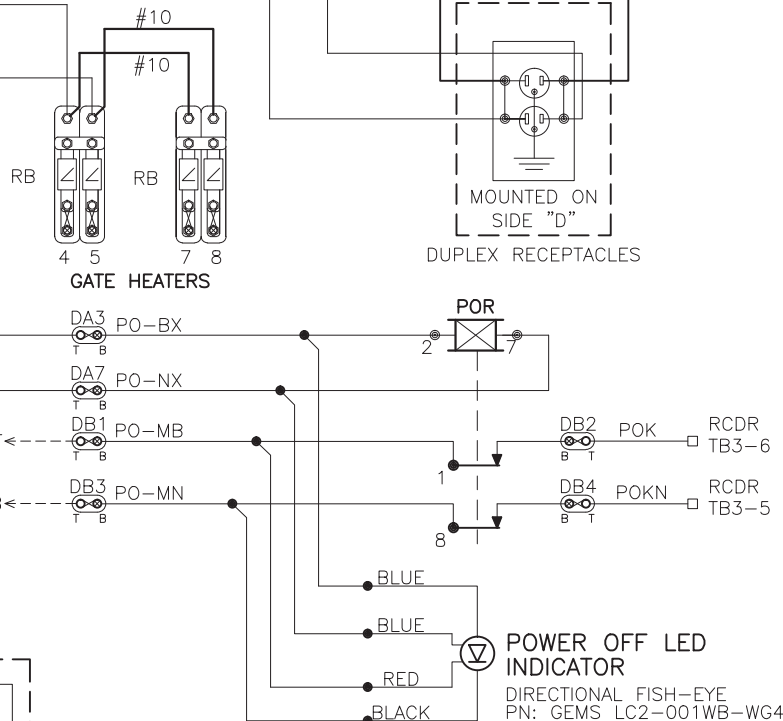 #10
#10
RB
RB
4 5
7 8
GATE HEATERS
MOUNTED ON
SIDE "D"
DUPLEX RECEPTACLES
DA3
PO-BX
T B
POR
2
7
DA7
PO-NX
T B
DB1
PO-MB
T B
1
DB2
B T
POK
RCDR
TB3-6
DB3
PO-MN
T B
8
DB4
B T
POKN
RCDR
TB3-5
BLUE
BLUE
RED
BLACK
POWER OFF LED
INDICATOR
DIRECTIONAL FISH-EYE
PN: GEMS LC2-001WB-WG4